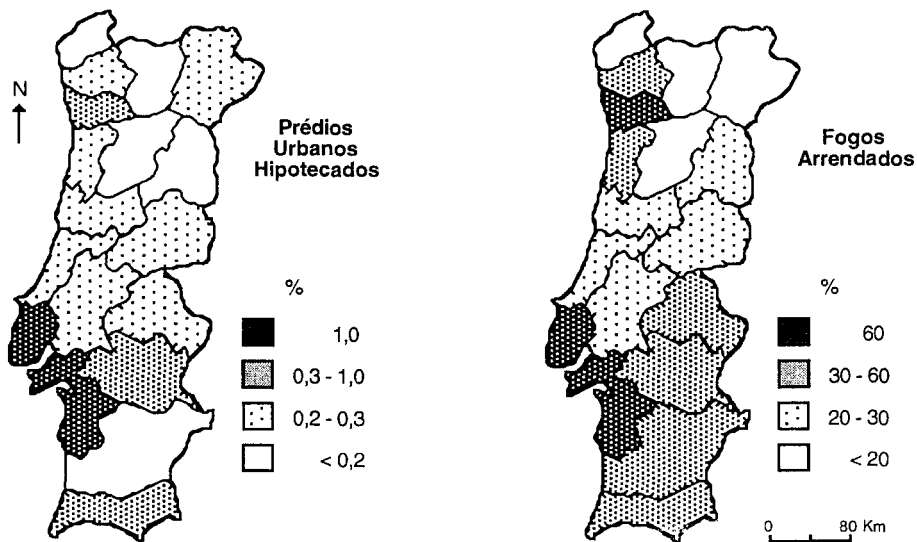 N
Prédios
Urbanos
Hipotecados
%
1,0
0,3 - 1,0
0,2 - 0,3
< 0,2
Fogos
Arrendados
%
60
30 - 60
20 - 30
< 20
0 80 Km